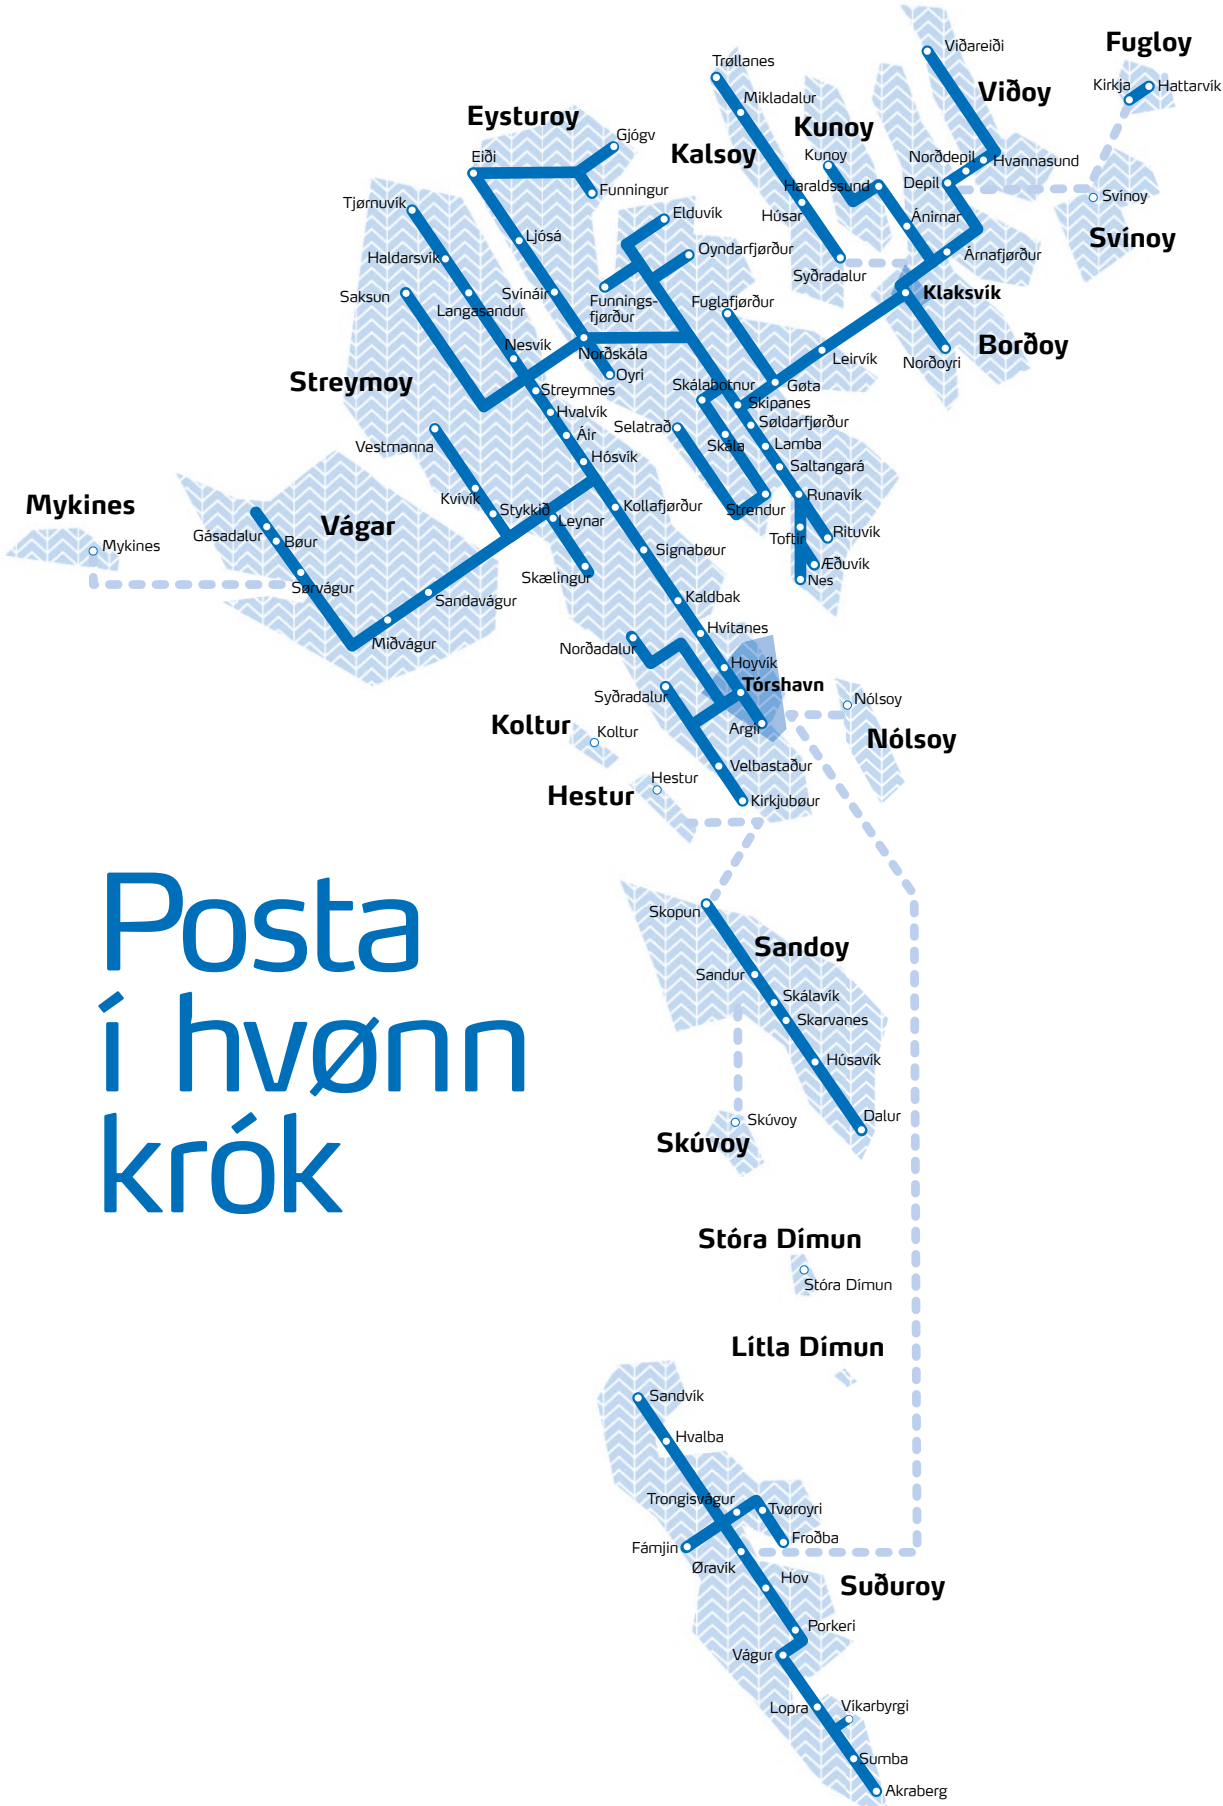 Viðareiði
Fugloy
Trøllanes
Kirkja
Hattarvík
Viðoy
Mikladalur
Eysturoy
Kunoy
Gjógv
Kalsoy
Kunoy
Eiði
Norðdepil
Hvannasund
Haraldssund
Depil
Funningur
Svínoy
Tjørnuvík
Elduvík
Húsar
Ánirnar
Ljósá
Svínoy
Oyndarfjørður
Árnafjørður
Haldarsvík
Syðradalur
Saksun
Svínáir
Funnings-
fjørður
Fuglafjørður
Klaksvík
Langasandur
Nesvík
Norðskála
Leirvík
Norðoyri
Borðoy
Oyri
Streymoy
Skálabotnur
Gøta
Streymnes
Skipanes
Hvalvík
Selatrað
Søldarfjørður
Áir
Vestmanna
Skála
Lamba
Hósvík
Saltangará
Mykines
Kvívík
Runavík
Vágar
Stykkið
Kollafjørður
Strendur
Leynar
Gásadalur
Rituvík
Bøur
Toftir
Mykines
Signabøur
Æðuvík
Skælingur
Sørvágur
Nes
Sandavágur
Kaldbak
Hvítanes
Miðvágur
Norðadalur
Hoyvík
Tórshavn
Syðradalur
Nólsoy
Koltur
Argir
Koltur
Nólsoy
Velbastaður
Hestur
Hestur
Kirkjubøur
Posta
í hvønn
krók
Skopun
Sandoy
Sandur
Skálavík
Skarvanes
Húsavík
Dalur
Skúvoy
Skúvoy
Stóra Dímun
Stóra Dímun
Lítla Dímun
Sandvík
Hvalba
Trongisvágur
Tvøroyri
Froðba
Fámjin
Øravík
Hov
Suðuroy
Porkeri
Vágur
Lopra
Víkarbyrgi
Sumba
Akraberg